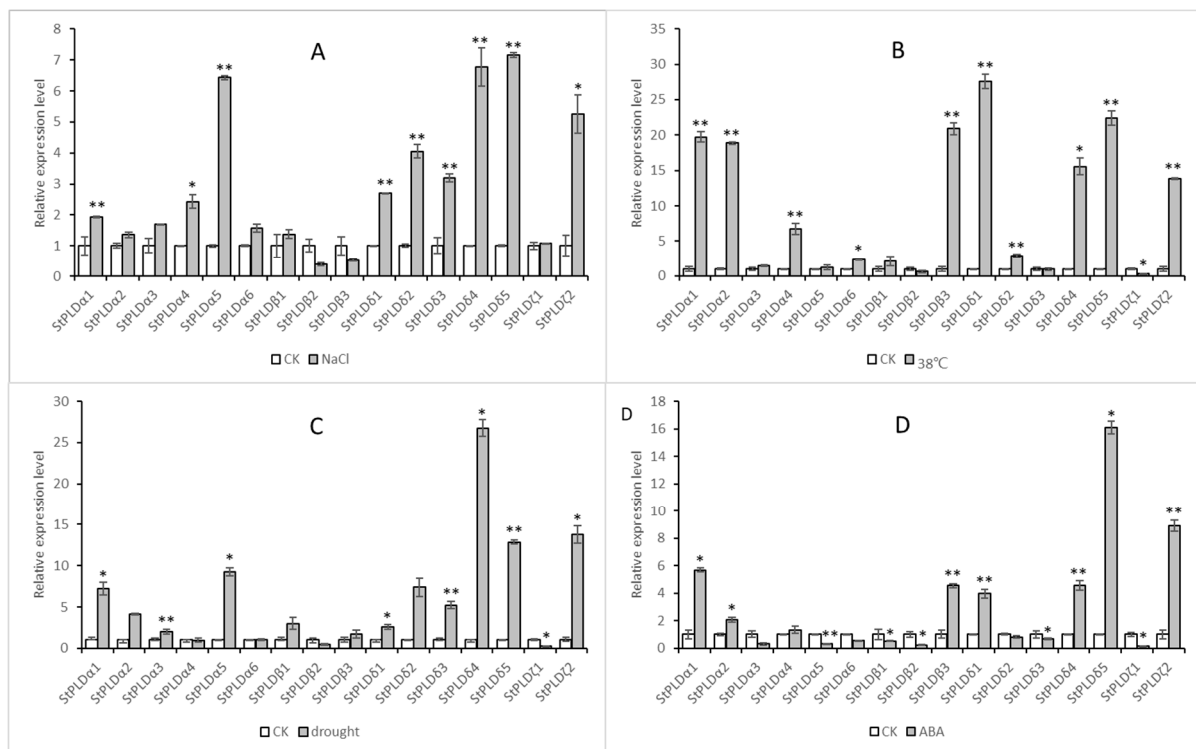 A
Relative expression level
8
7
6
5
4
3
2
1
0
** * ** ** ** ** ** ** *
StPLDα1 StPLDα2 StPLDα3 StPLDα4 StPLDα5 StPLDα6 StPLDβ1 StPLDβ2 StPLDβ3 StPLDδ1 StPLDδ2 StPLDδ3 StPLDδ4 StPLDδ5 StPLDζ1 StPLDζ2
CK NaCl
B
Relative expression level
35
30
25
20
15
10
5
0
** ** ** * ** ** ** * ** * **
StPLDα1 StPLDα2 StPLDα3 StPLDα4 StPLDα5 StPLDα6 StPLDβ1 StPLDβ2 StPLDβ3 StPLDδ1 StPLDδ2 StPLDδ3 StPLDδ4 StPLDδ5 StPLDζ1 StPLDζ2
CK 38℃
C
Relative expression level
30
25
20
15
10
5
0
* ** * * ** * ** * *
StPLDα1 StPLDα2 StPLDα3 StPLDα4 StPLDα5 StPLDα6 StPLDβ1 StPLDβ2 StPLDβ3 StPLDδ1 StPLDδ2 StPLDδ3 StPLDδ4 StPLDδ5 StPLDζ1 StPLDζ2
CK drought
D
D
Relative expression level
18
16
14
12
10
8
6
4
2
0
* * ** * * ** ** * ** * * **
StPLDα1 StPLDα2 StPLDα3 StPLDα4 StPLDα5 StPLDα6 StPLDβ1 StPLDβ2 StPLDβ3 StPLDδ1 StPLDδ2 StPLDδ3 StPLDδ4 StPLDδ5 StPLDζ1 StPLDζ2
CK ABA